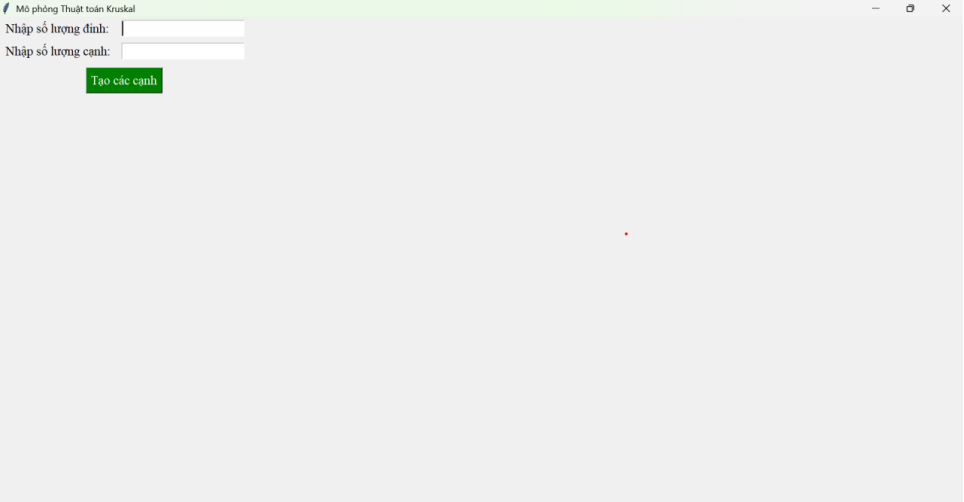 Mô phỏng Thuật toán Kruskal
Nhập số lượng đỉnh:
Nhập số lượng cạnh:
Tạo các cạnh